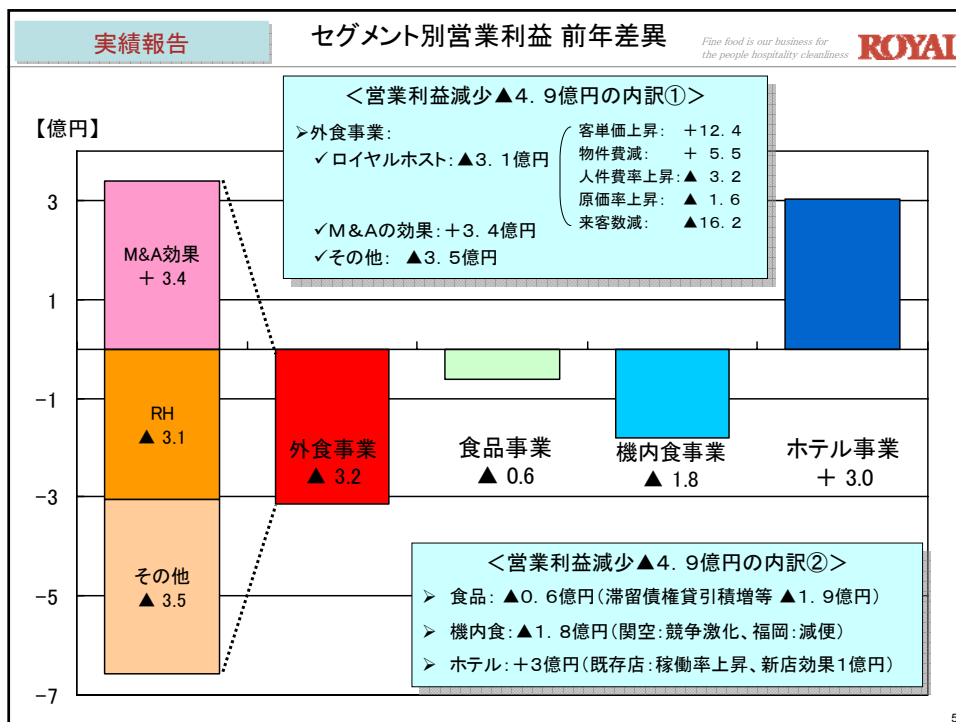 実績報告
セグメント別営業利益 前年差異
Fine food is our business for
the people hospitality cleanliness
ROYAL
【億円】
<営業利益減少▲4.9億円の内訳①>
➢外食事業:
✓ロイヤルホスト:▲3.1億円
客単価上昇: +12.4
物件費減: + 5.5
人件費率上昇:▲ 3.2
原価率上昇:▲ 1.6
来客数減: ▲16.2
✓M&Aの効果:+3.4億円
✓その他: ▲3.5億円
3
1
-1
-3
-5
-7
M&A効果
+ 3.4
RH
▲ 3.1
その他
▲ 3.5
外食事業
▲ 3.2
食品事業
▲ 0.6
機内食事業
▲ 1.8
ホテル事業
+ 3.0
<営業利益減少▲4.9億円の内訳②>
➢ 食品:▲0.6億円(滞留債権貸引積増等 ▲1.9億円)
➢ 機内食:▲1.8億円(関空:競争激化、福岡:減便)
➢ ホテル:+3億円(既存店:稼働率上昇、新店効果1億円)
5